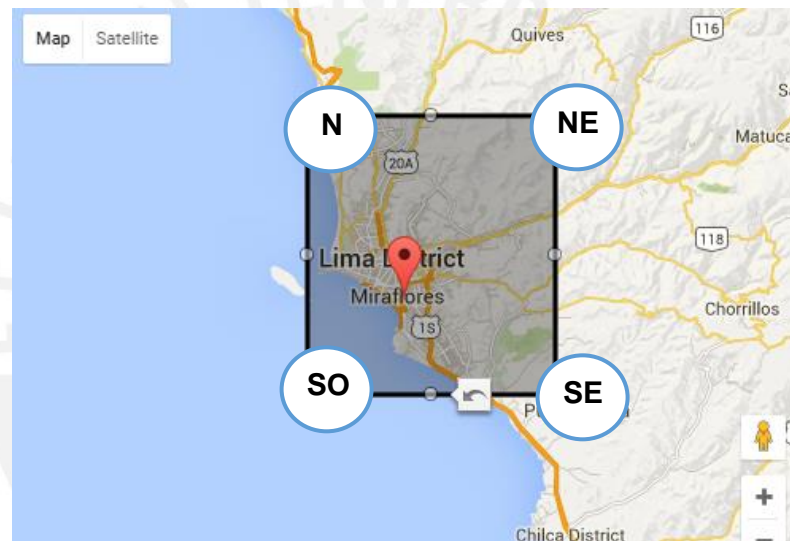 Map Satellite
Quives
116
N
NE
Matuca
20A
Lima District
118
Miraflores
Chorrillos
1S
SO
SE
Chilca District